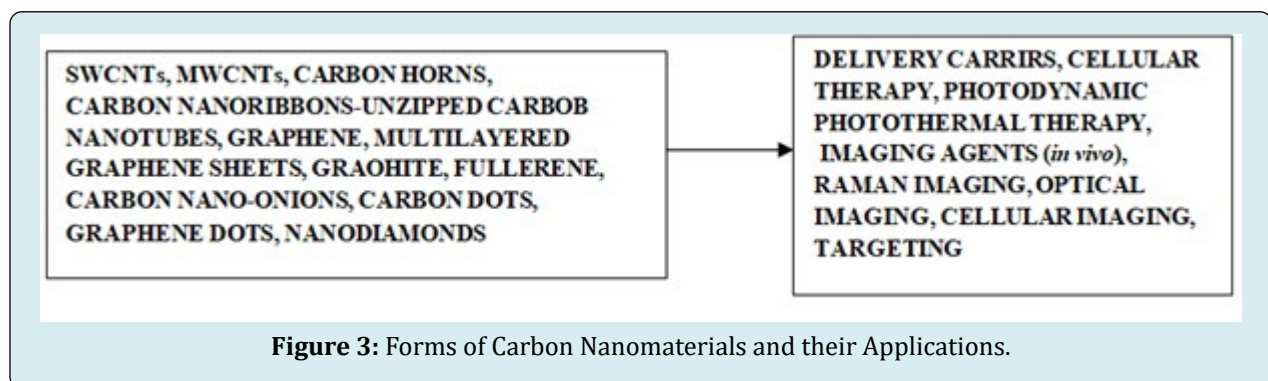 SWCNTs, MWCNTs, CARBON HORNS,
CARBON NANORIBBONS-UNZIPPED CARBOB
NANOTUBES, GRAPHENE, MULTILAYERED
GRAPHENE SHEETS, GRAOHITE, FULLERENE,
CARBON NANO-ONIONS, CARBON DOTS,
GRAPHENE DOTS, NANODIAMONDS
DELIVERY CARRIRS, CELLULAR
THERAPY, PHOTODYNAMIC
PHOTOTHERMAL THERAPY,
IMAGING AGENTS (in vivo),
RAMAN IMAGING, OPTICAL
IMAGING, CELLULAR IMAGING,
TARGETING
Figure 3: Forms of Carbon Nanomaterials and their Applications.